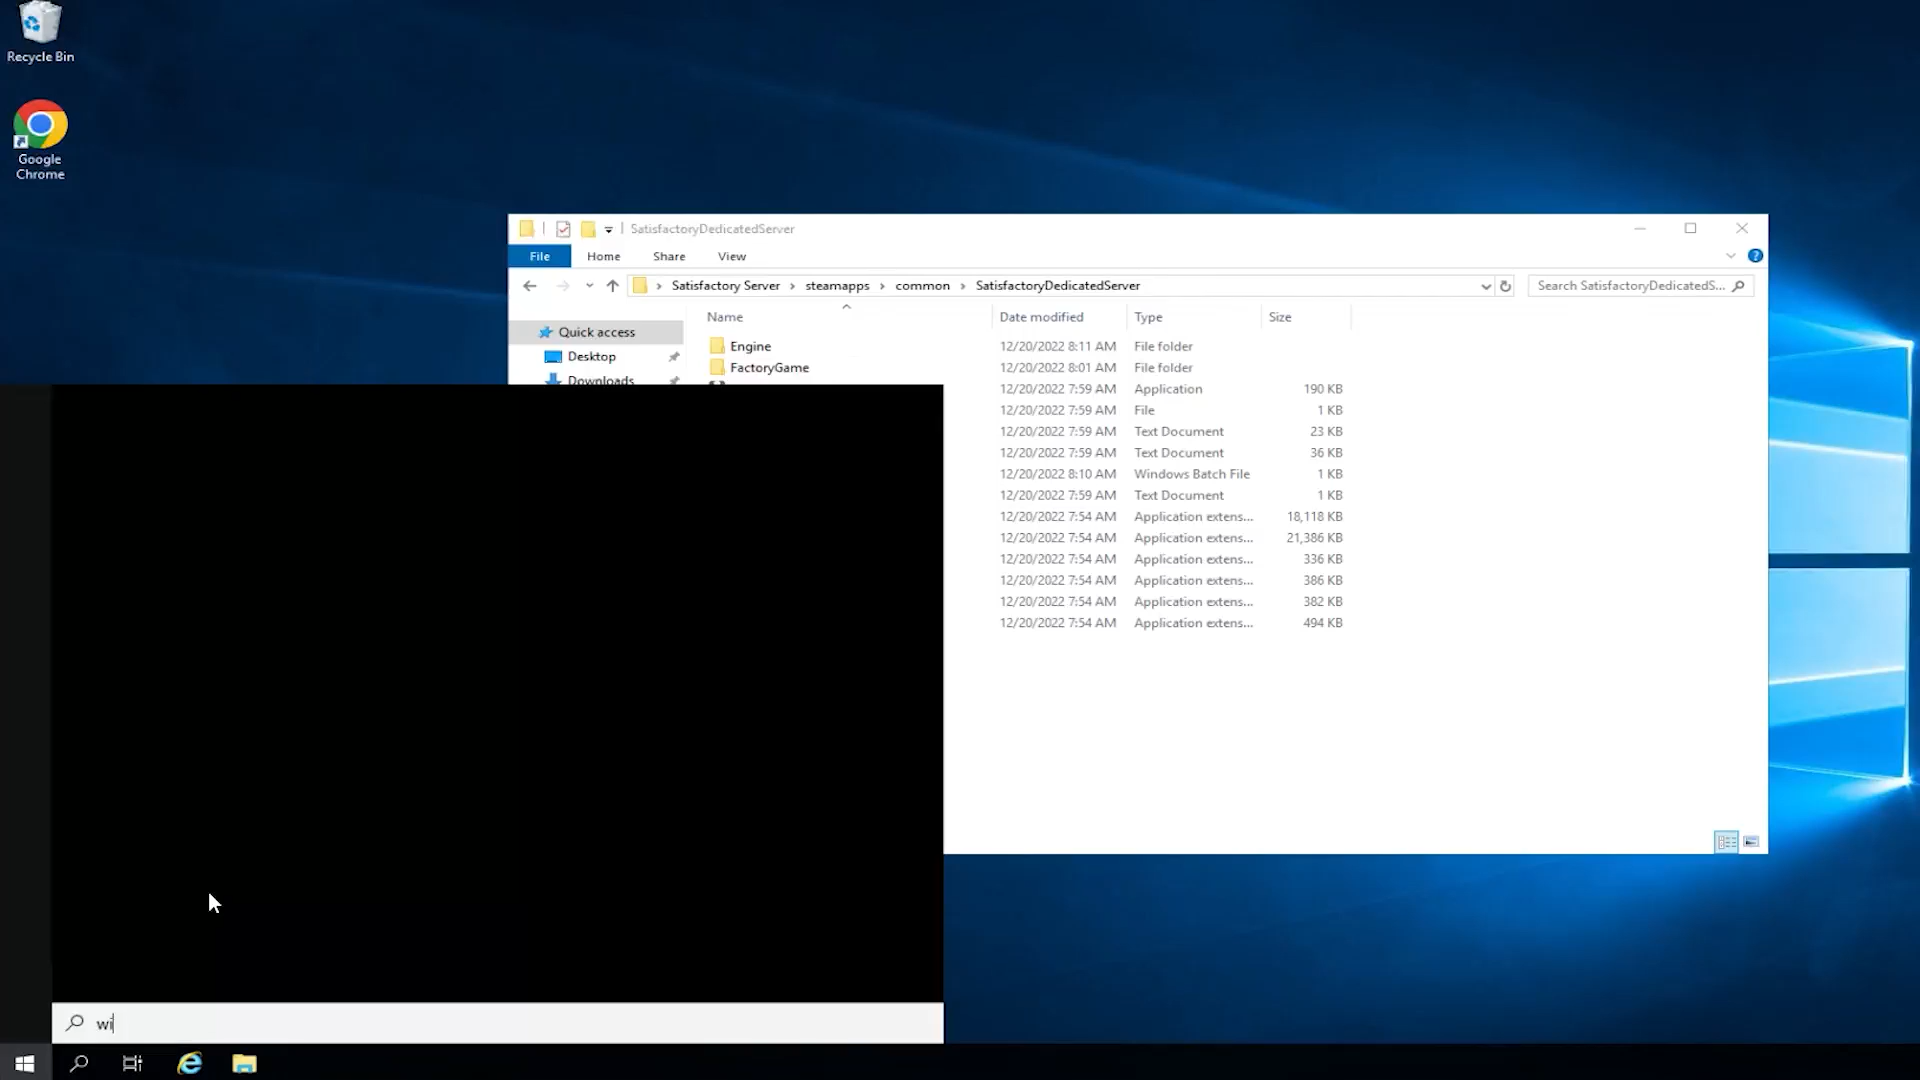 Recycle Bin
Google
Chrome
SatisfactoryDedicatedServer
File Home Share View
Satisfactory Server › steamapps › common › SatisfactoryDedicatedServer
Search SatisfactoryDedicatedS...
Name Date modified Type Size
Quick access
Desktop
Downloads
Engine 12/20/2022 8:11 AM File folder
FactoryGame 12/20/2022 8:01 AM File folder
12/20/2022 7:59 AM Application 190 KB
12/20/2022 7:59 AM File 1 KB
12/20/2022 7:59 AM Text Document 23 KB
12/20/2022 7:59 AM Text Document 36 KB
12/20/2022 8:10 AM Windows Batch File 1 KB
12/20/2022 7:59 AM Text Document 1 KB
12/20/2022 7:54 AM Application extens... 18,118 KB
12/20/2022 7:54 AM Application extens... 21,386 KB
12/20/2022 7:54 AM Application extens... 336 KB
12/20/2022 7:54 AM Application extens... 386 KB
12/20/2022 7:54 AM Application extens... 382 KB
12/20/2022 7:54 AM Application extens... 494 KB
wi